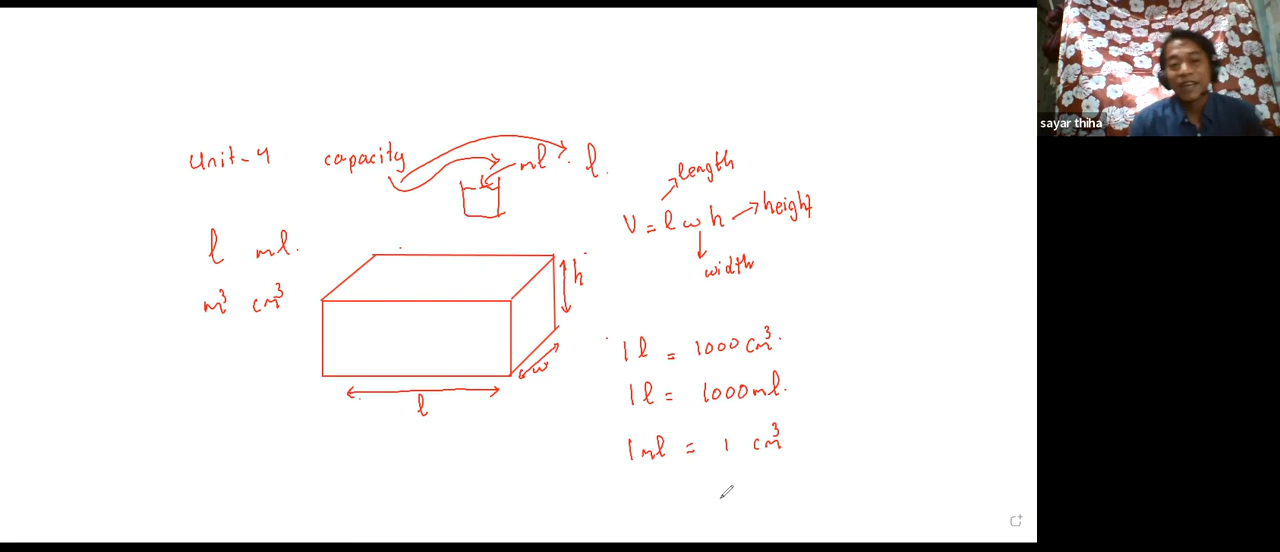 unit-4 capacity ml. l.
l ml.
m³ cm³
V = l w h
length
height
width
h
w
l
1 l = 1000 cm³.
1 l = 1000 ml.
1 ml = 1 cm³
sayar thiha